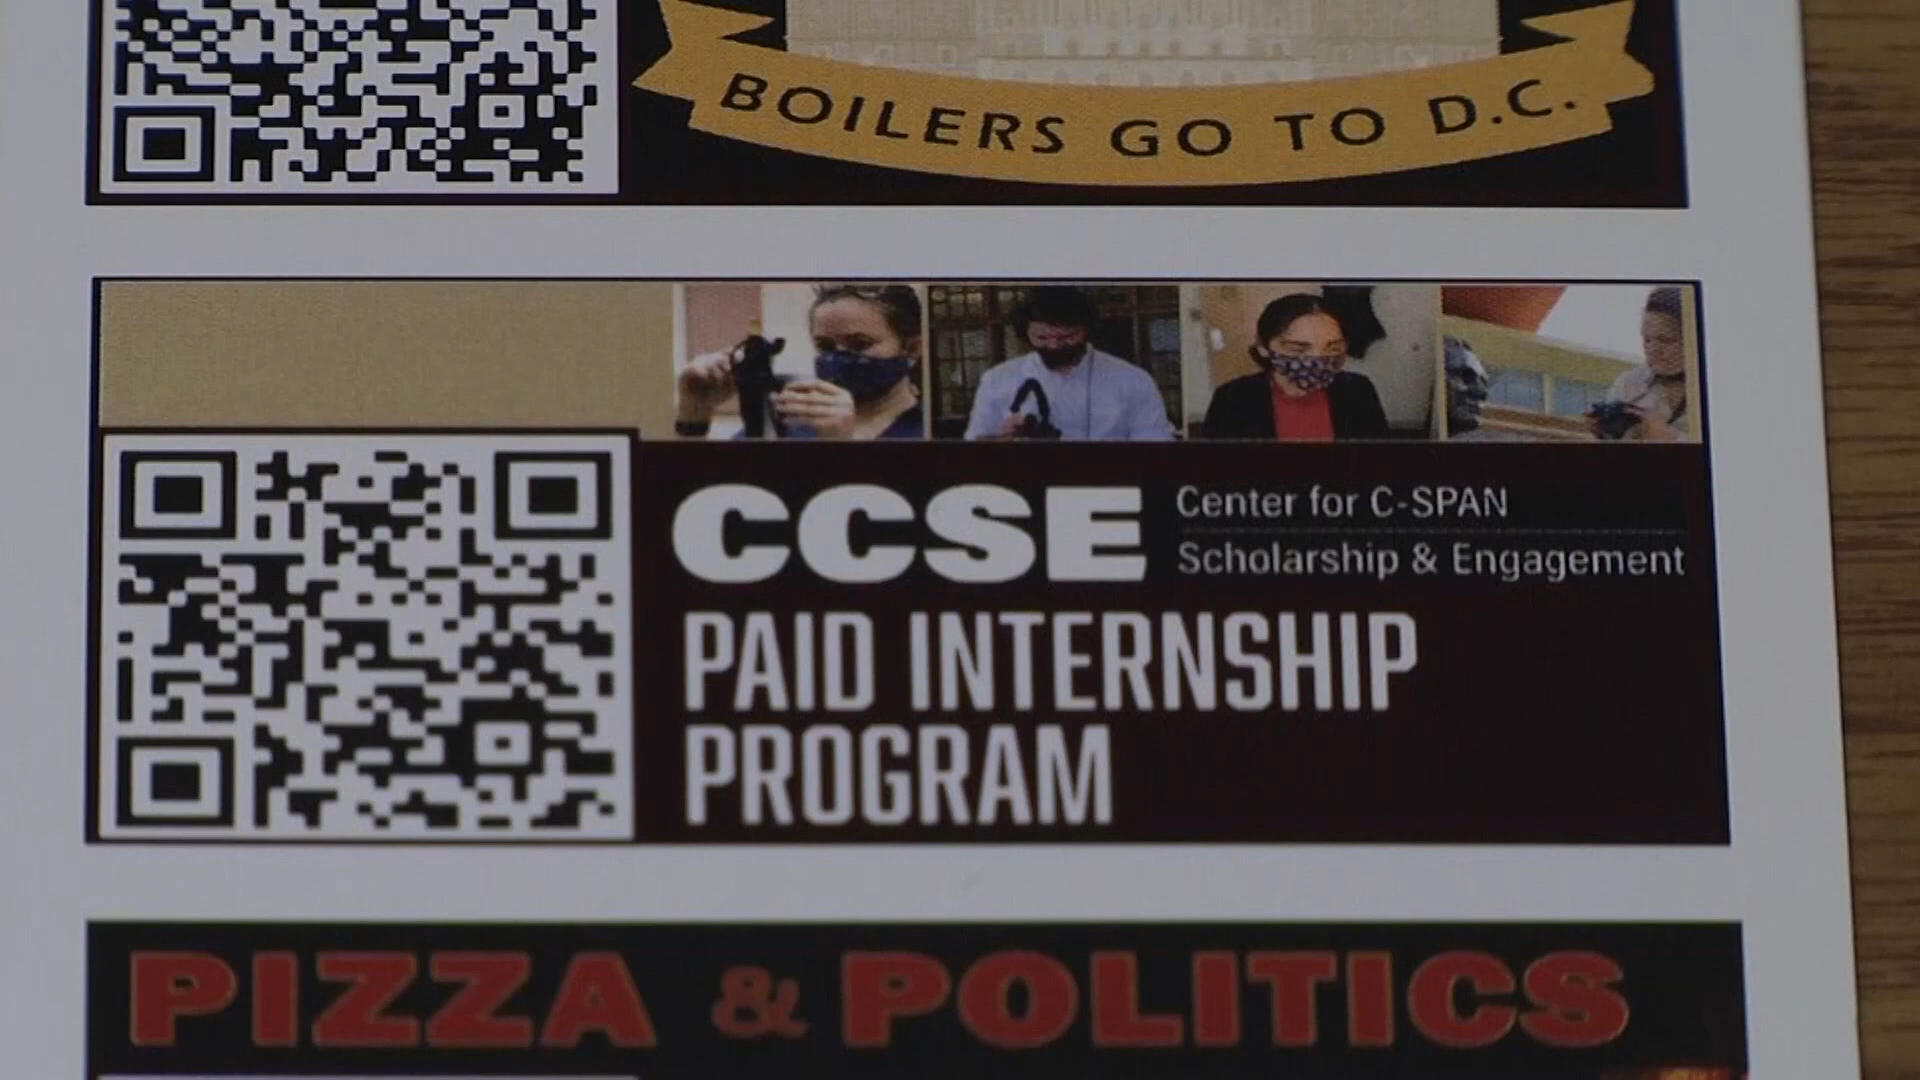 BOILERS GO TO D.C.
CCSE
Center for C-SPAN
Scholarship & Engagement
PAID INTERNSHIP
PROGRAM
PIZZA & POLITICS